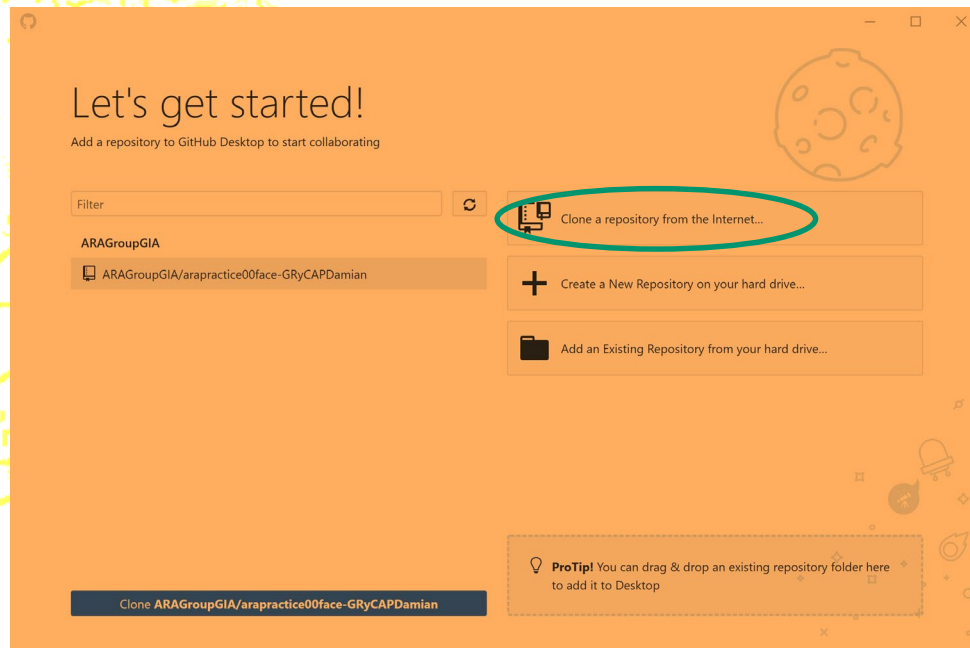 Let's get started!
Add a repository to GitHub Desktop to start collaborating
Filter
ARAGroupGIA
ARAGroupGIA/arapractice00face-GRyCAPDamian
Clone ARAGroupGIA/arapractice00face-GRyCAPDamian
Clone a repository from the Internet...
Create a New Repository on your hard drive...
Add an Existing Repository from your hard drive...
ProTip! You can drag & drop an existing repository folder here
to add it to Desktop